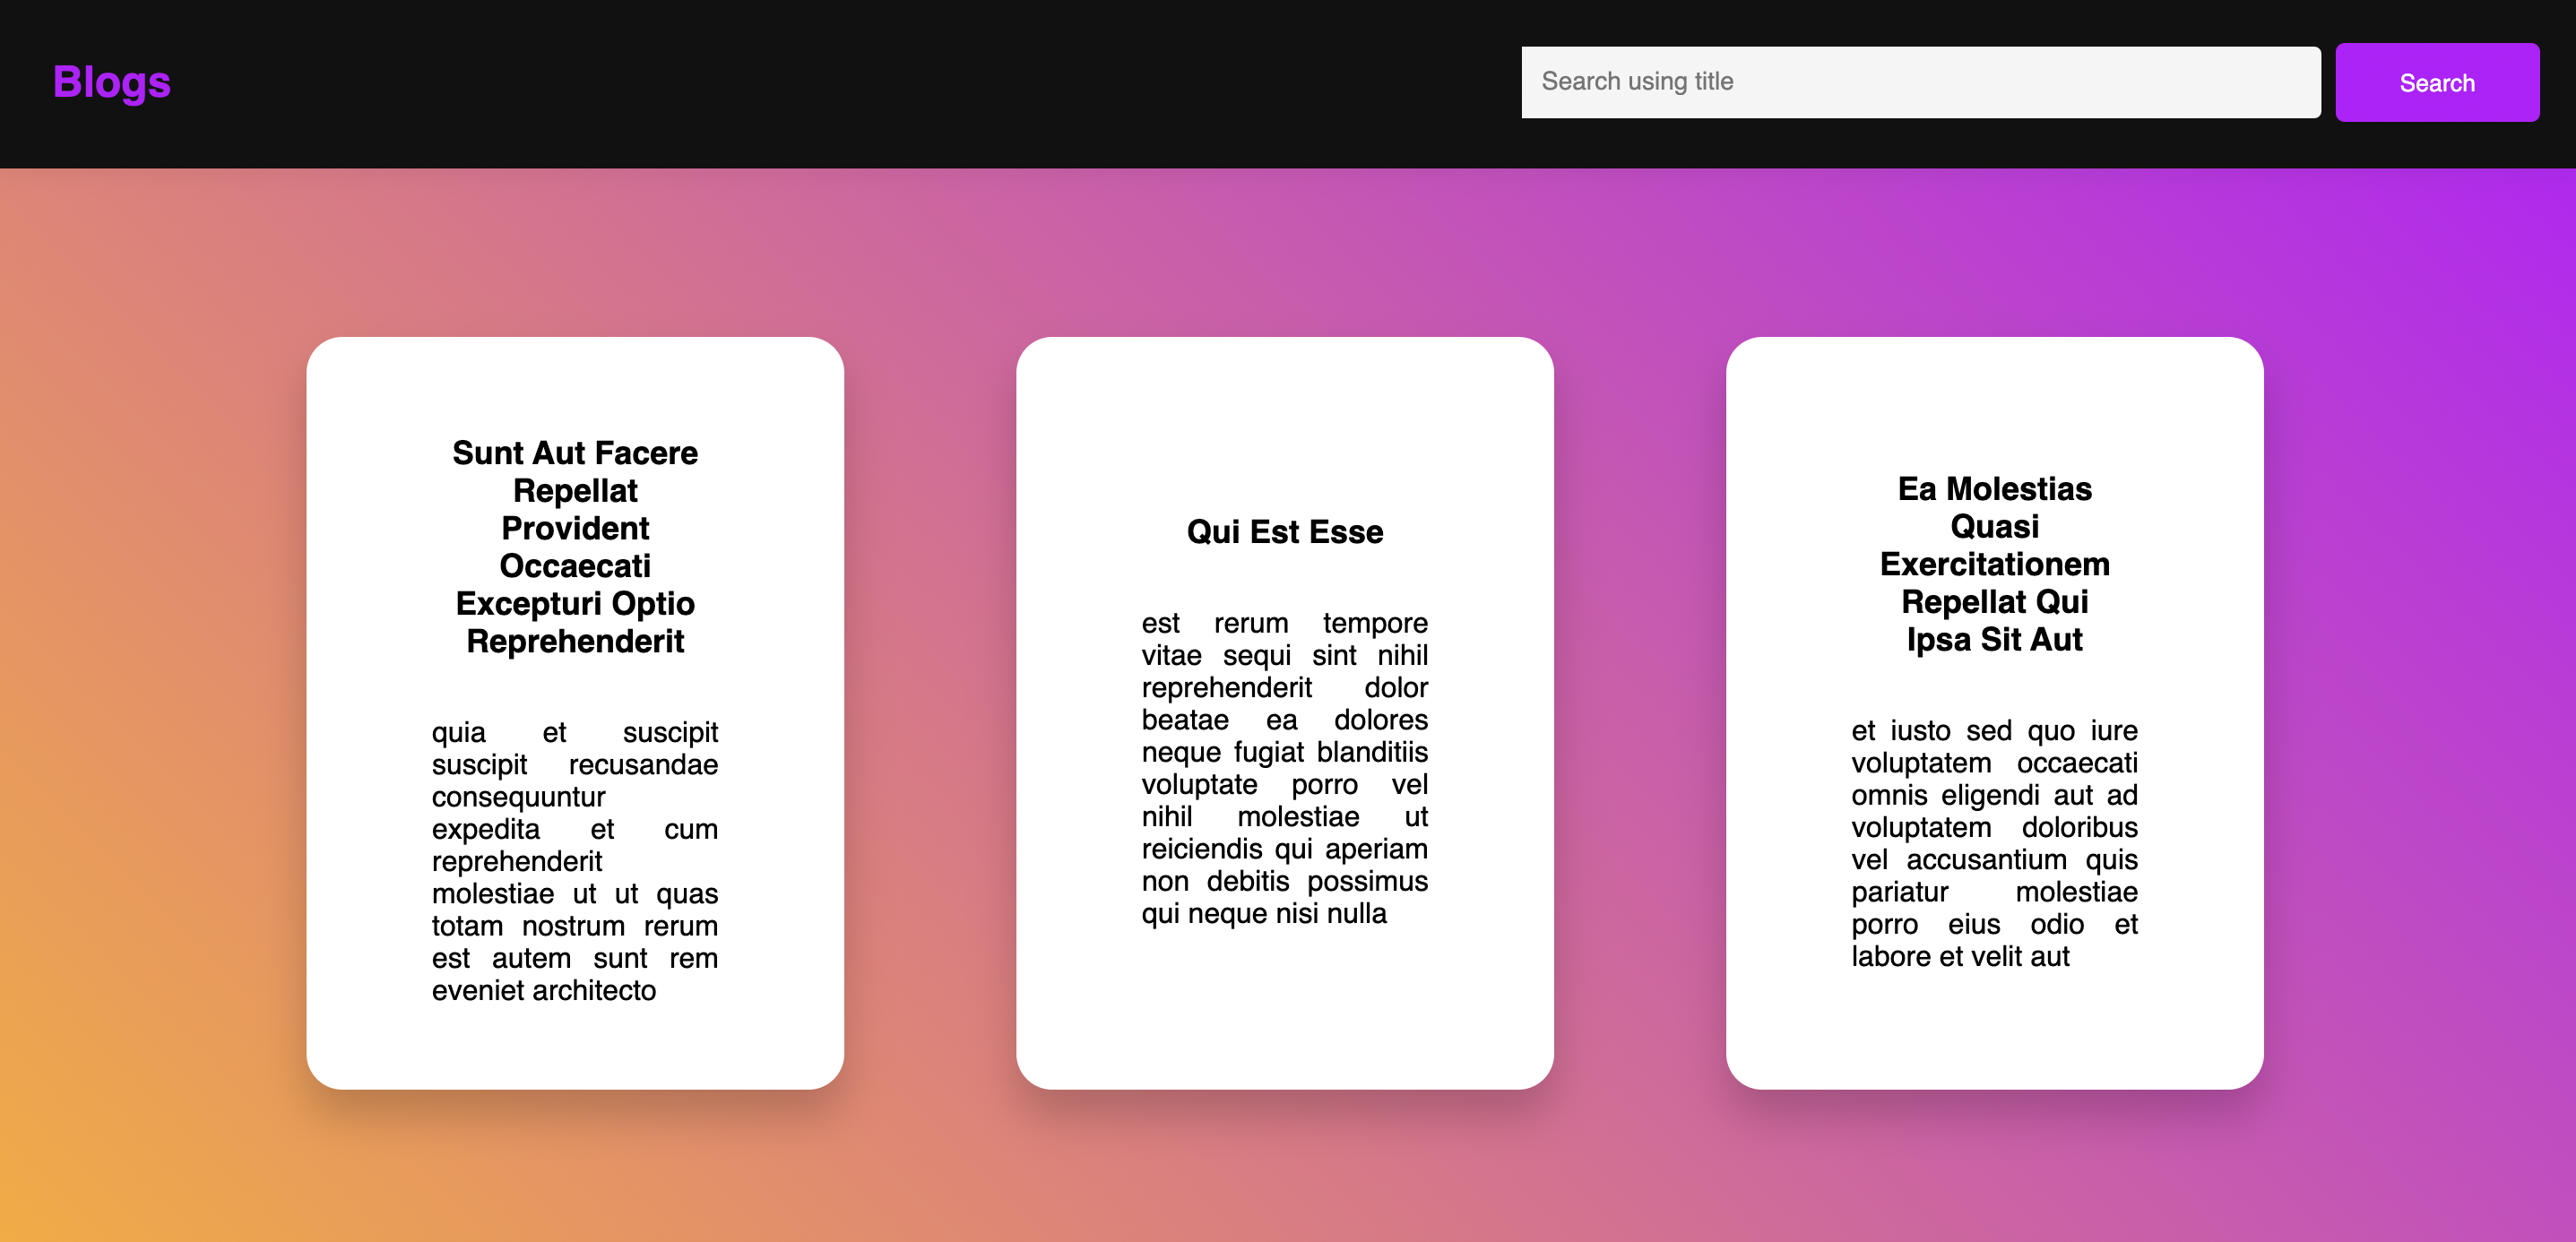 Blogs
Search using title
Search
Sunt Aut Facere
Repellat
Provident
Occaecati
Excepturi Optio
Reprehenderit
quia et suscipit
suscipit recusandae
consequuntur
expedita et cum
reprehenderit
molestiae ut ut quas
totam nostrum rerum
est autem sunt rem
eveniet architecto
Qui Est Esse
est rerum tempore
vitae sequi sint nihil
reprehenderit dolor
beatae ea dolores
neque fugiat blanditiis
voluptate porro vel
nihil molestiae ut
reiciendis qui aperiam
non debitis possimus
qui neque nisi nulla
Ea Molestias
Quasi
Exercitationem
Repellat Qui
Ipsa Sit Aut
et iusto sed quo iure
voluptatem occaecati
omnis eligendi aut ad
voluptatem doloribus
vel accusantium quis
pariatur molestiae
porro eius odio et
labore et velit aut